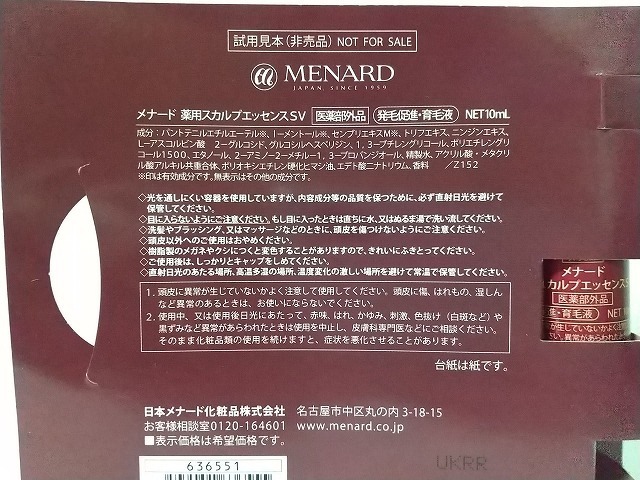 試用見本(非売品) NOT FOR SALE
MENARD
JAPAN, SINCE 1959
メナード 薬用スカルプエッセンスSV 医薬部外品 発毛促進・育毛液 NET10mL
成分:パントテニルエチルエーテル※、l-メントール※、センブリエキスM※、トリフエキス、ニンジンエキス、
L-アスコルビン酸 2-グルコシド、グルコシルヘスペリジン、1,3-ブチレングリコール、ポリエチレングリ
コール1500、エタノール、2-アミノ-2-メチル-1,3-プロパンジオール、精製水、アクリル酸・メタクリ
ル酸アルキル共重合体、ポリオキシエチレン硬化ヒマシ油、エデト酸二ナトリウム、香料 /Z152
※印は有効成分です。無表示はその他の成分です。
◇光を通しにくい容器を使用していますが、内容成分等の品質を保つために、必ず直射日光を避けて
保管してください。
◇目に入らないようにご注意ください。もし目に入ったときは直ちに水、又はぬるま湯で洗い流してください。
◇洗髪やブラッシング、又はマッサージなどのときに、頭皮を傷つけないようにご注意ください。
◇頭皮以外へのご使用はおやめください。
◇樹脂製のメガネやクシにつくと変色することがありますので、きれいにふきとってください。
◇ご使用後は、しっかりとキャップをしめてください。
◇直射日光のあたる場所、高温多湿の場所、温度変化の激しい場所を避けて常温で保管してください。
1. 頭皮に異常が生じていないかよく注意して使用してください。頭皮に傷、はれもの、湿しん
など異常のあるときは、お使いにならないでください。
2. 使用中、又は使用後日光にあたって、赤味、はれ、かゆみ、刺激、色抜け(白斑など)や
黒ずみなど異常があらわれたときは使用を中止し、皮膚科専門医などにご相談ください。
そのまま化粧品類の使用を続けますと、症状を悪化させることがあります。
台紙は紙です。
日本メナード化粧品株式会社 名古屋市中区丸の内3-18-15
お客様相談室0120-164601 www.menard.co.jp
■表示価格は希望価格です。
636551
UKRR
メナード
スカルプエッセンスS
医薬部外品
進・育毛液 NET 1